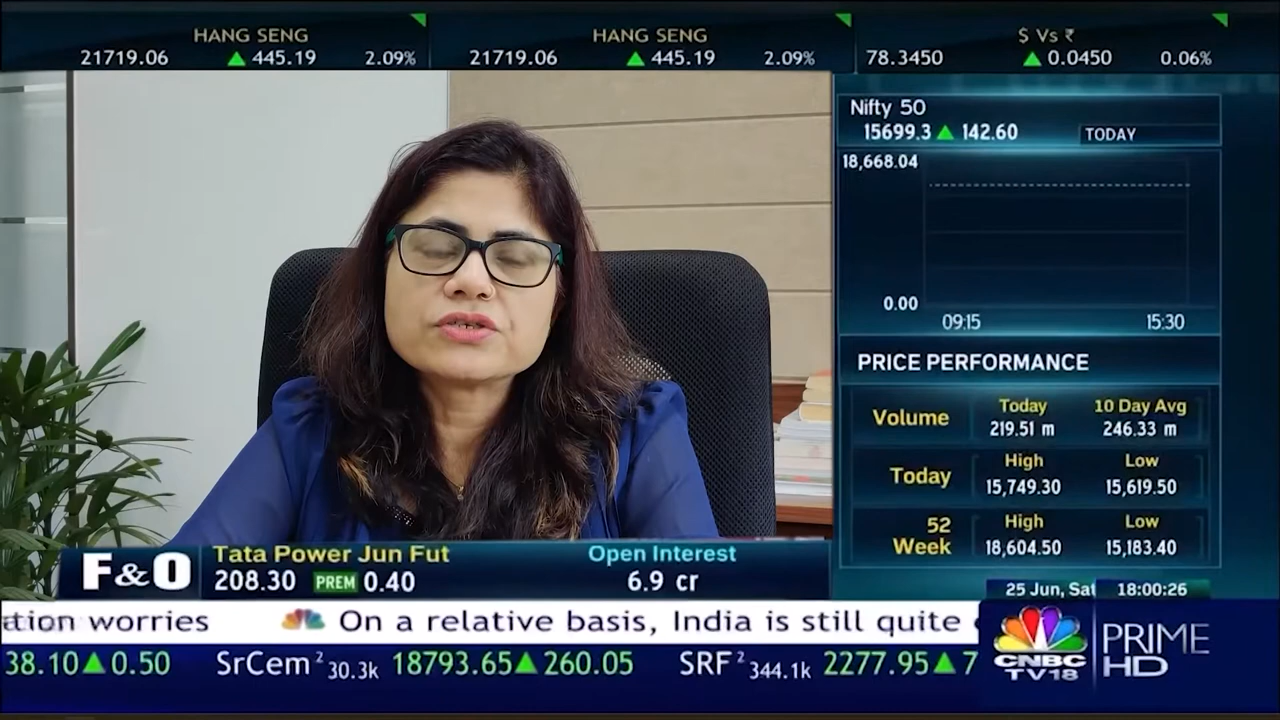 HANG SENG
21719.06 ▲ 445.19 2.09%
HANG SENG
21719.06 ▲ 445.19 2.09%
$ Vs ₹
78.3450 ▲ 0.0450 0.06%
Nifty 50
15699.3 ▲ 142.60 TODAY
18,668.04
0.00
09:15 15:30
PRICE PERFORMANCE
Volume Today 10 Day Avg
219.51 m 246.33 m
Today High Low
15,749.30 15,619.50
52 Week High Low
18,604.50 15,183.40
25 Jun, Sat 18:00:26
F&O
Tata Power Jun Fut Open Interest
208.30 PREM 0.40 6.9 cr
ation worries On a relative basis, India is still quite
38.10▲0.50 SrCem² 30.3k 18793.65▲260.05 SRF² 344.1k 2277.95▲7
CNBC
TV18
PRIME
HD